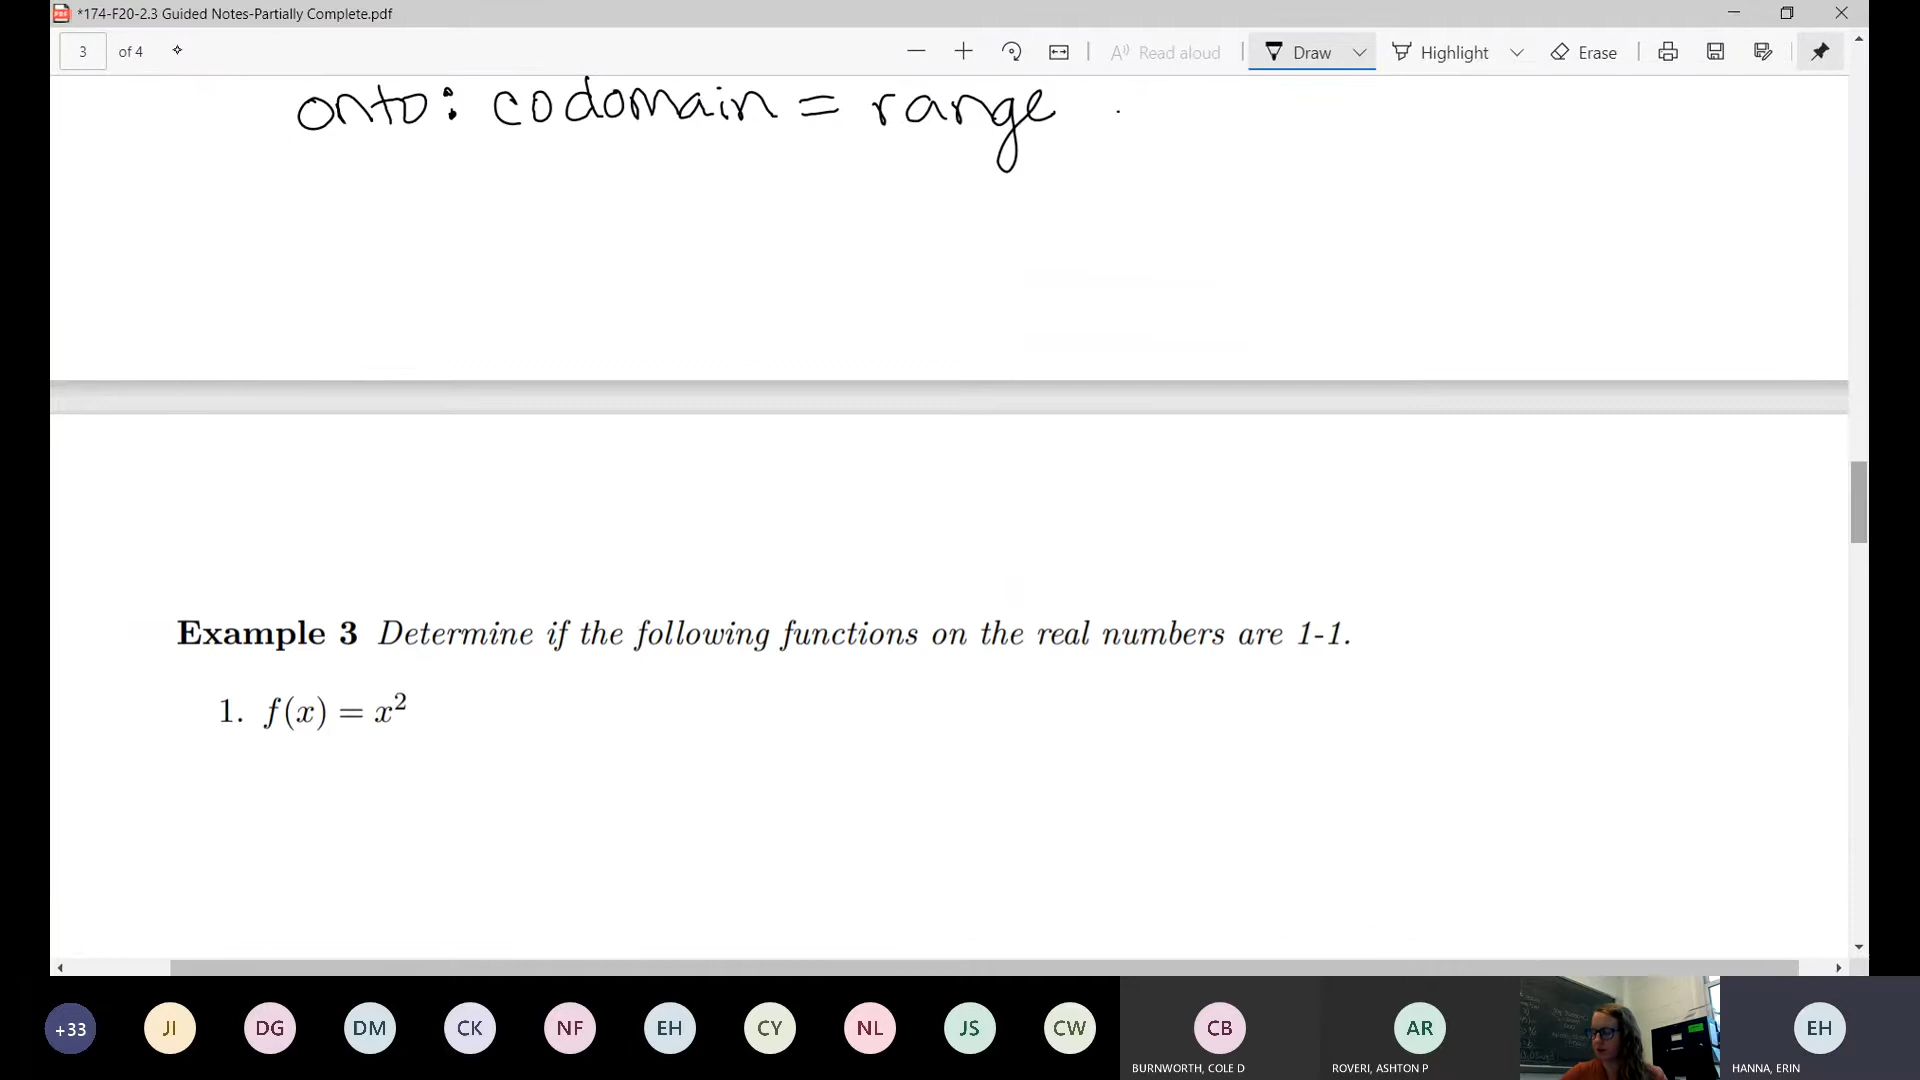 *174-F20-2.3 Guided Notes-Partially Complete.pdf
3 of 4 Read aloud Draw Highlight Erase
onto: codomain = range
Example 3 Determine if the following functions on the real numbers are 1-1.
1. f(x) = x²
+33 JI DG DM CK NF EH CY NL JS CW CB AR EH
BURNWORTH, COLE D ROVERI, ASHTON P HANNA, ERIN